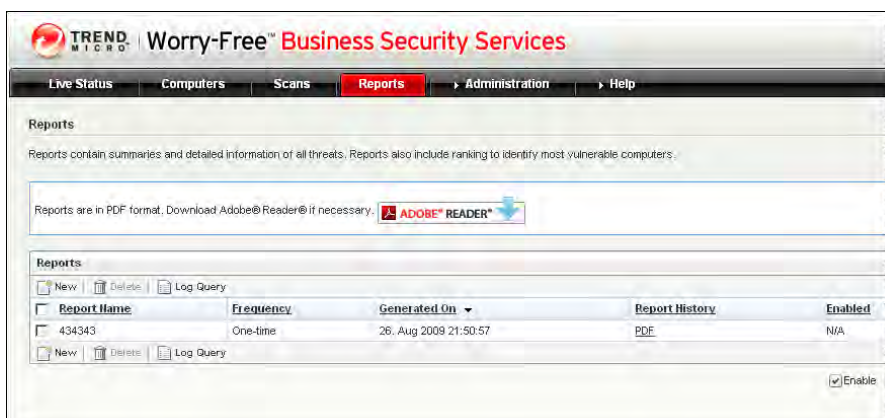 TREND MICRO Worry-Free™ Business Security Services
Live Status Computers Scans Reports Administration Help
Reports
Reports contain summaries and detailed information of all threats. Reports also include ranking to identify most vulnerable computers.
Reports are in PDF format. Download Adobe® Reader® if necessary. ADOBE® READER®
Reports
New Delete Log Query
Report Name Frequency Generated On Report History Enabled
434343 One-time 26. Aug 2009 21:50:57 PDF N/A
New Delete Log Query
Enable